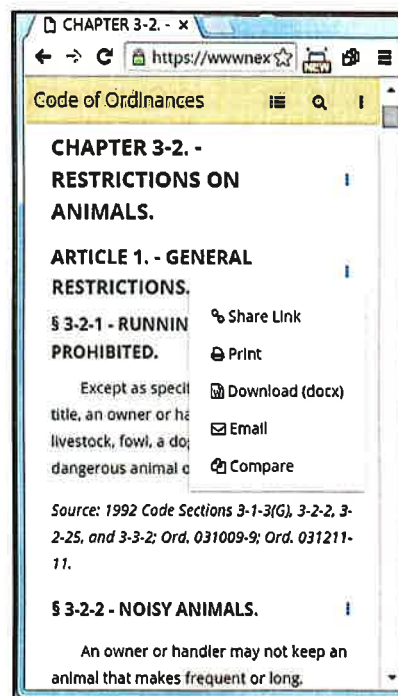 CHAPTER 3-2. - ×
https://wwwnex
NEW
Code of Ordinances
CHAPTER 3-2. -
RESTRICTIONS ON
ANIMALS.
ARTICLE 1. - GENERAL
RESTRICTIONS.
§ 3-2-1 - RUNNIN
PROHIBITED.
Share Link
Print
Download (docx)
Email
Compare
Except as specif
title, an owner or ha
livestock, fowl, a dog
dangerous animal o
Source: 1992 Code Sections 3-1-3(G), 3-2-2, 3-
2-25, and 3-3-2; Ord. 031009-9; Ord. 031211-
11.
§ 3-2-2 - NOISY ANIMALS.
An owner or handler may not keep an
animal that makes frequent or long,